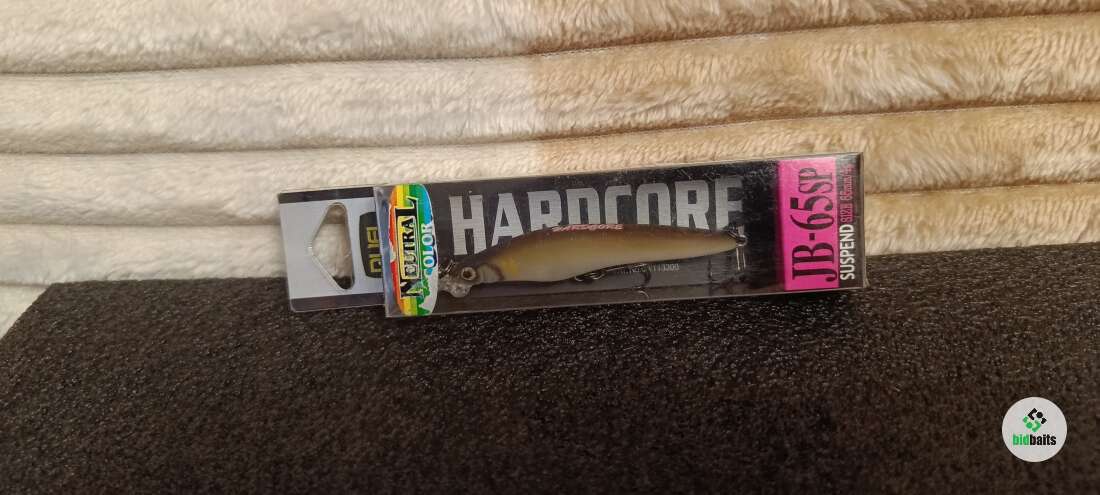 DUEL
NEUTRAL
COLOR
HARDCORE
HARDCORE
JB-65SP
SUSPEND
bidbaits